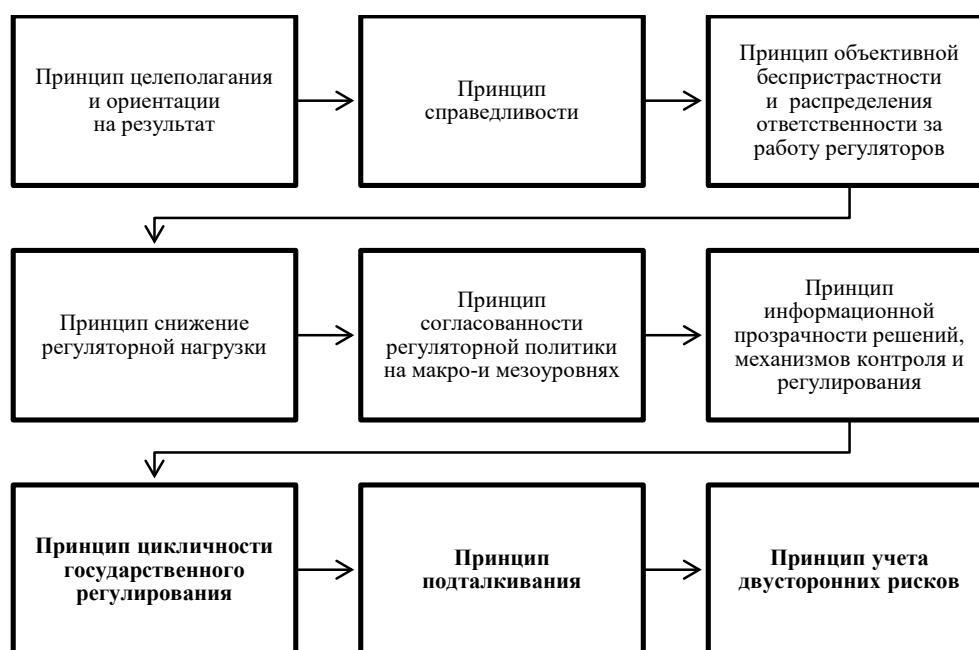 Принцип целеполагания
и ориентации
на результат
Принцип
справедливости
Принцип объективной
беспристрастности
и распределения
ответственности за
работу регуляторов
Принцип снижение
регуляторной нагрузки
Принцип
согласованности
регуляторной политики
на макро-и мезоуровнях
Принцип
информационной
прозрачности решений,
механизмов контроля и
регулирования
Принцип цикличности
государственного
регулирования
Принцип
подталкивания
Принцип учета
двусторонних рисков